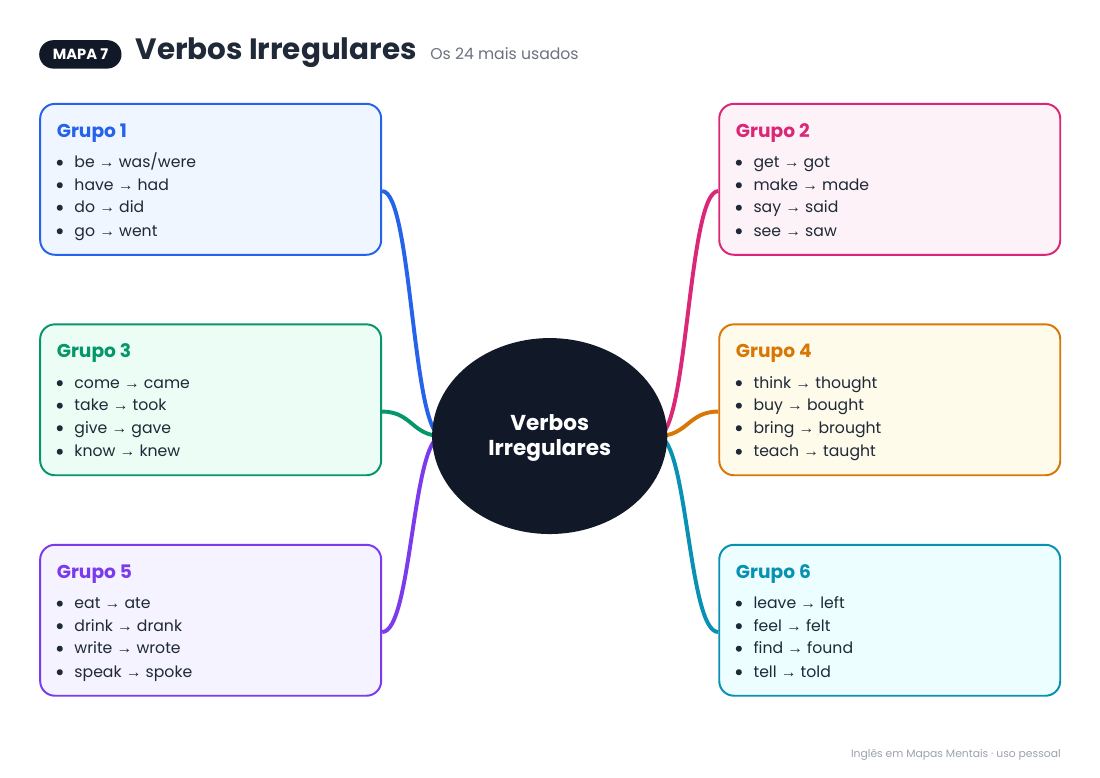 MAPA 7 Verbos Irregulares Os 24 mais usados
Grupo 1
• be → was/were
• have → had
• do → did
• go → went
Grupo 2
• get → got
• make → made
• say → said
• see → saw
Grupo 3
• come → came
• take → took
• give → gave
• know → knew
Grupo 4
• think → thought
• buy → bought
• bring → brought
• teach → taught
Verbos
Irregulares
Grupo 5
• eat → ate
• drink → drank
• write → wrote
• speak → spoke
Grupo 6
• leave → left
• feel → felt
• find → found
• tell → told
Inglês em Mapas Mentais · uso pessoal